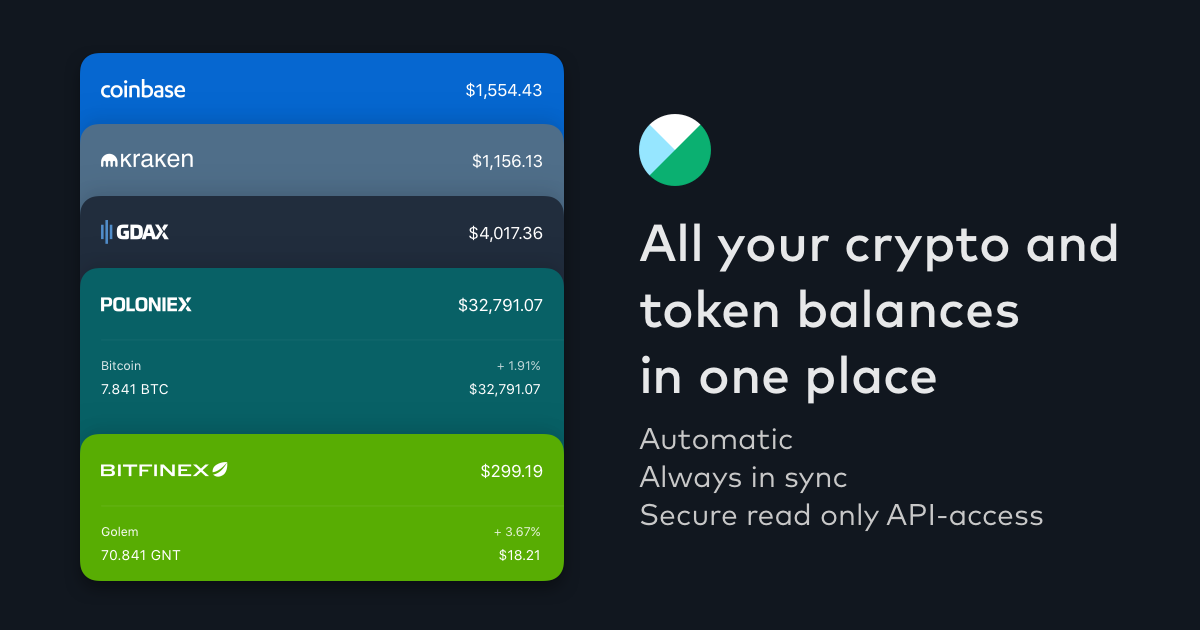 coinbase $1,554.43
kraken $1,156.13
GDAX $4,017.36
POLONIEX $32,791.07
Bitcoin + 1.91%
7.841 BTC $32,791.07
BITFINEX $299.19
Golem + 3.67%
70.841 GNT $18.21
All your crypto and
token balances
in one place
Automatic
Always in sync
Secure read only API-access